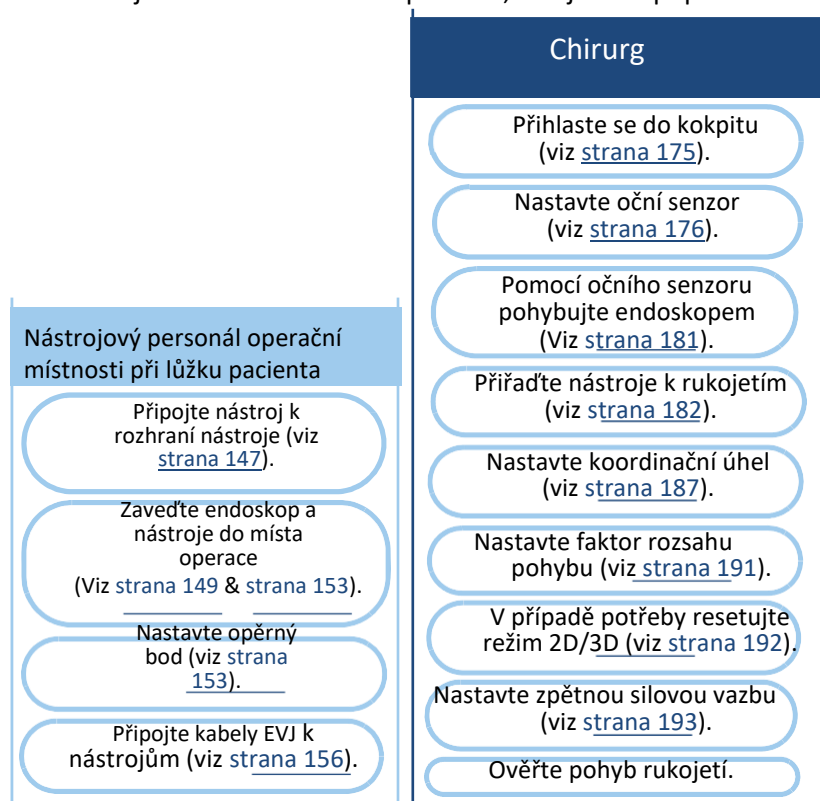 Chirurg
Přihlaste se do kokpitu
(viz strana 175).
Nastavte oční senzor
(viz strana 176).
Pomocí očního senzoru
pohybujte endoskopem
(Viz strana 181).
Přiřaďte nástroje k rukojetím
(viz strana 182).
Nastavte koordinační úhel
(viz strana 187).
Nastavte faktor rozsahu
pohybu (viz strana 191).
V případě potřeby resetujte
režim 2D/3D (viz strana 192).
Nastavte zpětnou silovou vazbu
(viz strana 193).
Ověřte pohyb rukojetí.
Nástrojový personál operační
místnosti při lůžku pacienta
Připojte nástroj k
rozhraní nástroje (viz
strana 147).
Zaveďte endoskop a
nástroje do místa
operace
(Viz strana 149 & strana 153).
Nastavte opěrný
bod (viz strana
153).
Připojte kabely EVJ k
nástrojům (viz strana 156).